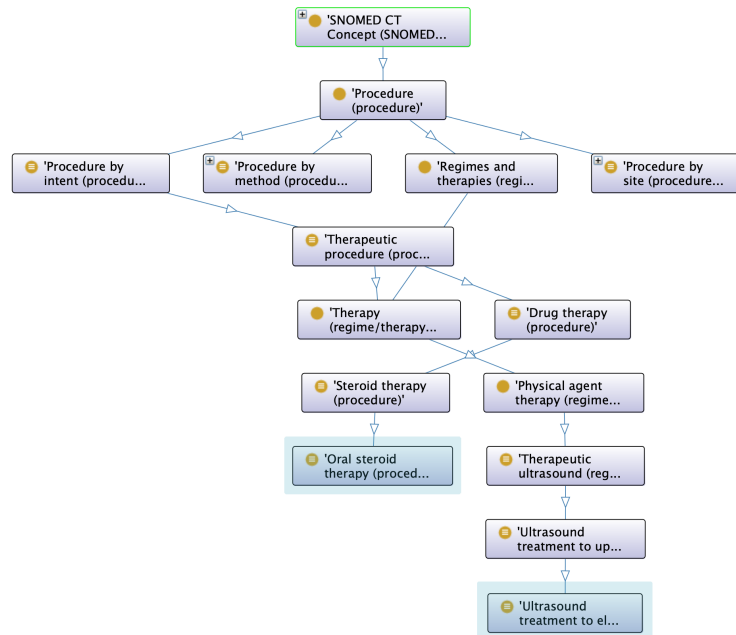 'SNOMED CT
Concept (SNOMED...
'Procedure
(procedure)'
'Procedure by
intent (procedu...
'Procedure by
method (procedu...
'Regimes and
therapies (regi...
'Procedure by
site (procedure...
'Therapeutic
procedure (proc...
'Therapy
(regime/therapy...
'Drug therapy
(procedure)'
'Steroid therapy
(procedure)'
'Physical agent
therapy (regime...
'Oral steroid
therapy (proced...
'Therapeutic
ultrasound (reg...
'Ultrasound
treatment to up...
'Ultrasound
treatment to el...